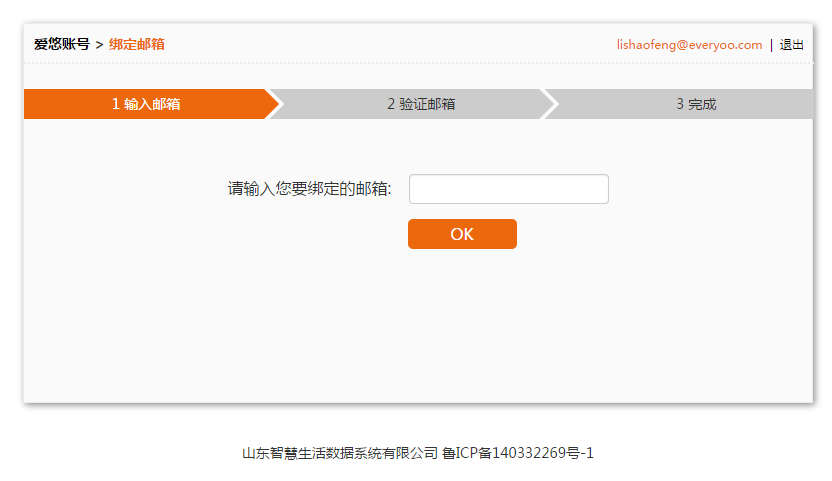 爱悠账号 > 绑定邮箱 lishaofeng@everyoo.com | 退出
1 输入邮箱 2 验证邮箱 3 完成
请输入您要绑定的邮箱:
OK
山东智慧生活数据系统有限公司 鲁ICP备140332269号-1